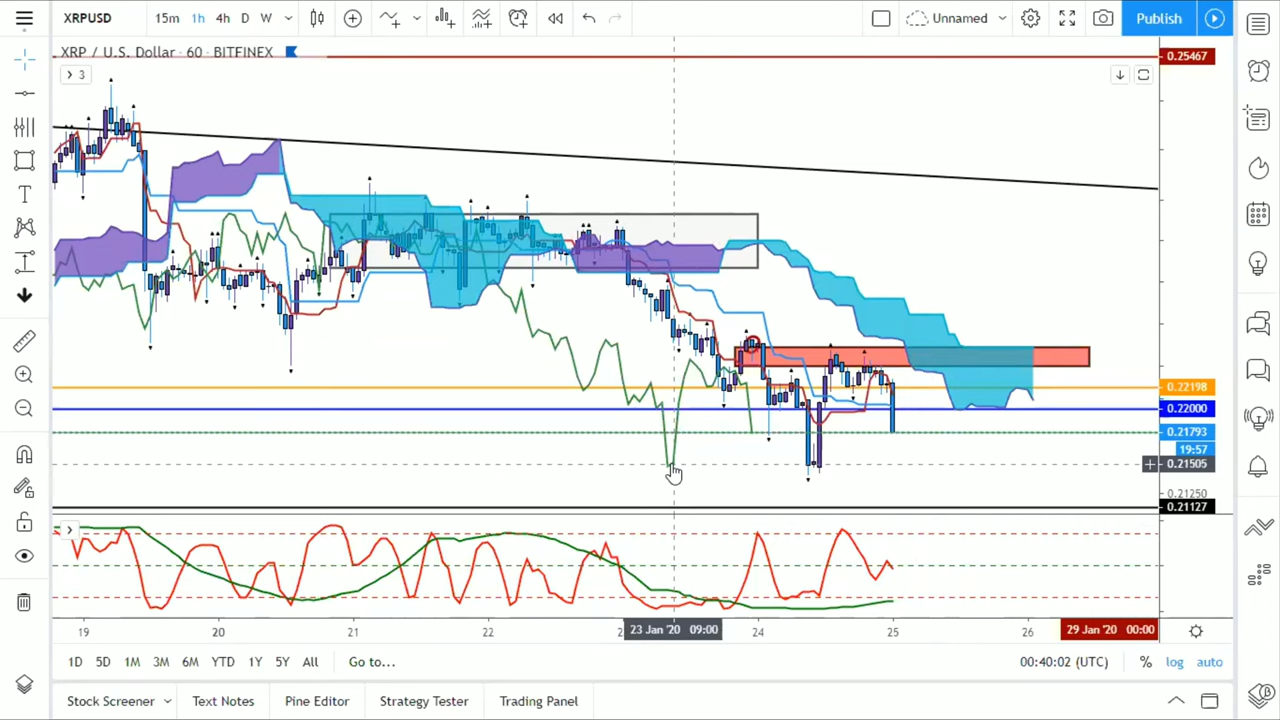 XRPUSD 15m 1h 4h D W Unnamed Publish
XRP / U.S. Dollar · 60 · BITFINEX
3
0.25467
0.22198
0.22000
0.21793
19:57
0.21505
0.21250
0.21127
19 20 21 22 23 Jan '20 09:00 24 25 26 29 Jan '20 00:00
1D 5D 1M 3M 6M YTD 1Y 5Y All Go to... 00:40:02 (UTC) % log auto
Stock Screener Text Notes Pine Editor Strategy Tester Trading Panel